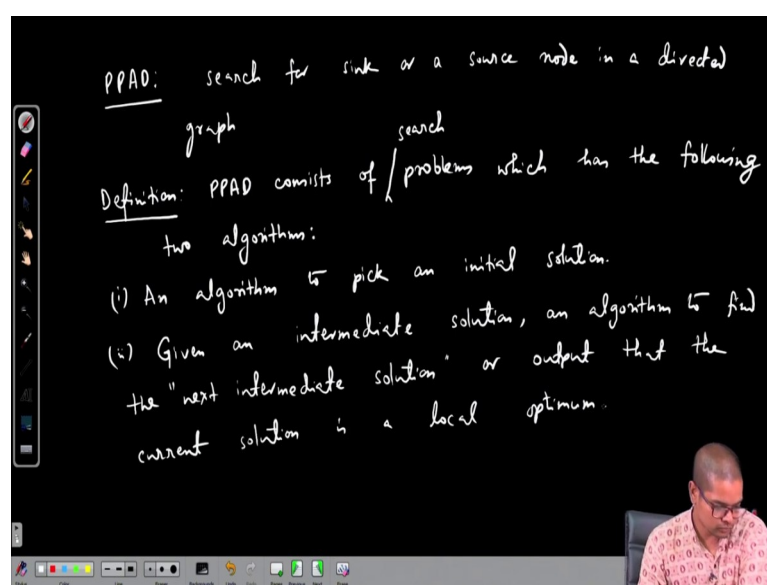 PPAD: search for sink or a source node in a directed
graph
search
Definition: PPAD consists of / problems which has the following
two algorithms:
(i) An algorithm to pick an initial solution.
(ii) Given an intermediate solution, an algorithm to find
the "next intermediate solution" or output that the
current solution is a local optimum.